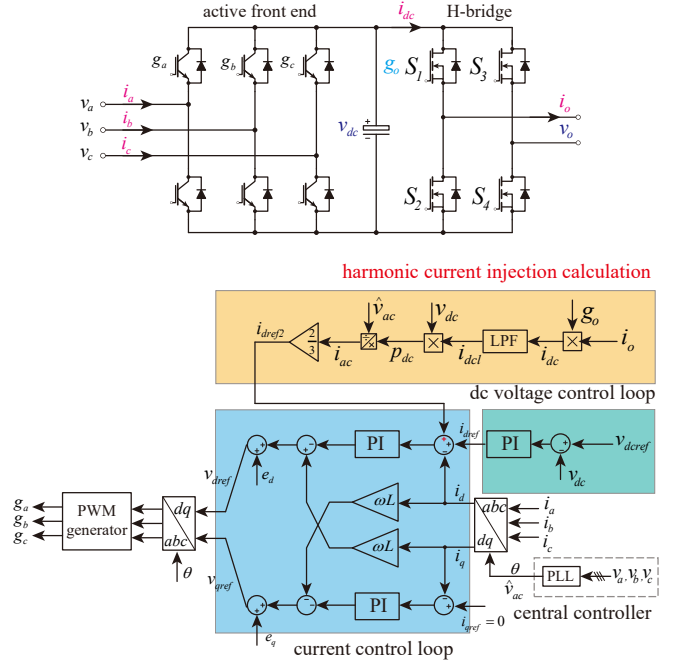 active front end
H-bridge
i_dc
g_a
g_b
g_c
g_o
S_1
S_3
v_a
i_a
v_b
i_b
v_c
i_c
+
v_dc
−
i_o
v_o
S_2
S_4
harmonic current injection calculation
v̂_ac
v_dc
g_o
i_dref2
2/3
i_ac
÷
×
p_dc
×
i_dcl
LPF
i_dc
×
i_o
dc voltage control loop
PI
i_dref
PI
v_dcref
v_dc
v_dref
e_d
ωL
i_d
abc
dq
i_a
i_b
i_c
g_a
g_b
g_c
PWM
generator
dq
abc
θ
ωL
i_q
v_qref
θ
v̂_ac
PLL
v_a, v_b, v_c
PI
i_qref = 0
e_q
central controller
current control loop